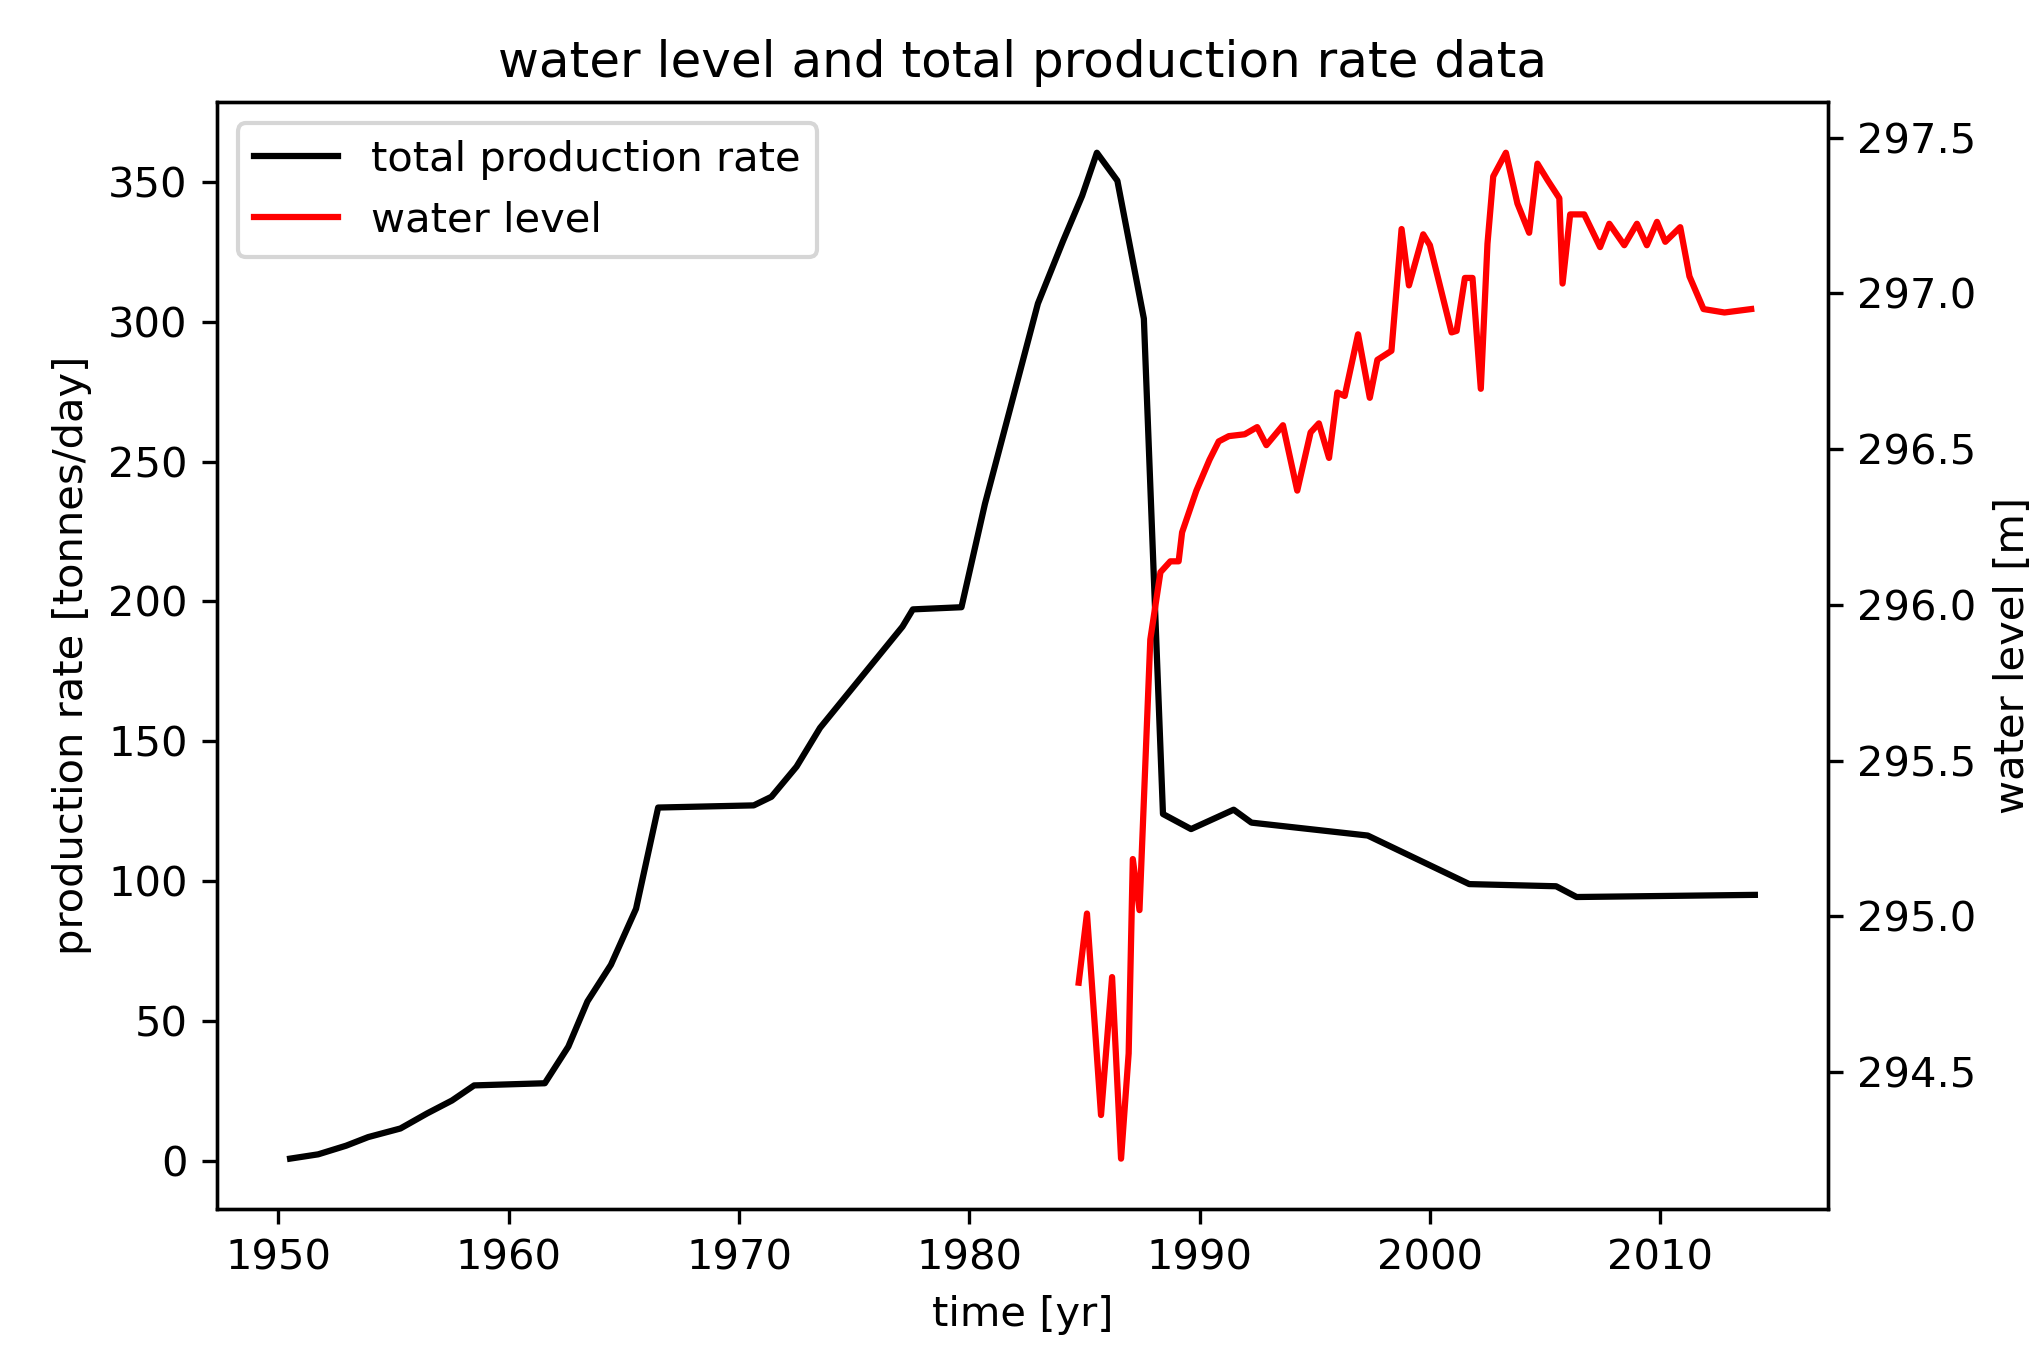 water level and total production rate data
total production rate
water level
350
300
250
200
150
100
50
0
production rate [tonnes/day]
297.5
297.0
296.5
296.0
295.5
295.0
294.5
water level [m]
1950 1960 1970 1980 1990 2000 2010
time [yr]